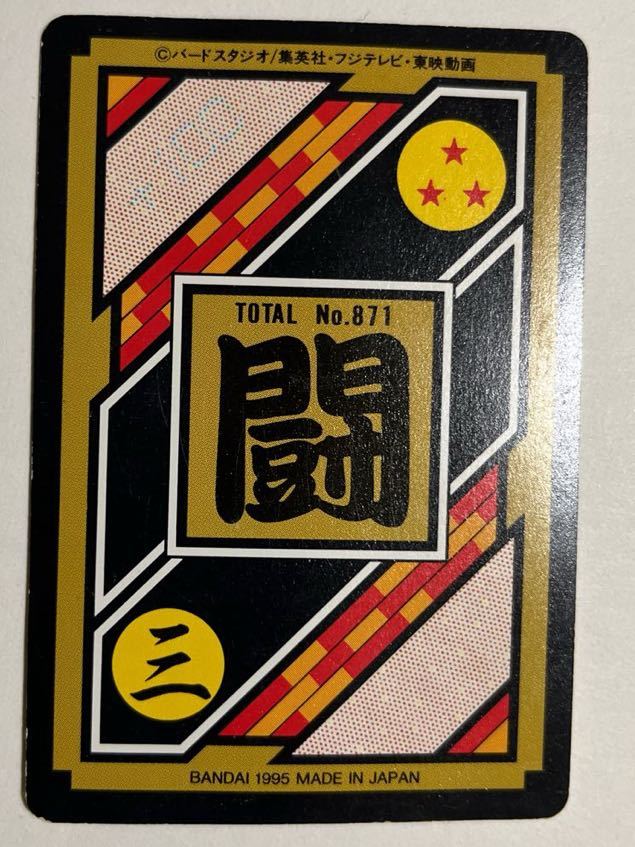 ©バードスタジオ/集英社・フジテレビ・東映動画
TOTAL No.871
闘
三
BANDAI 1995 MADE IN JAPAN